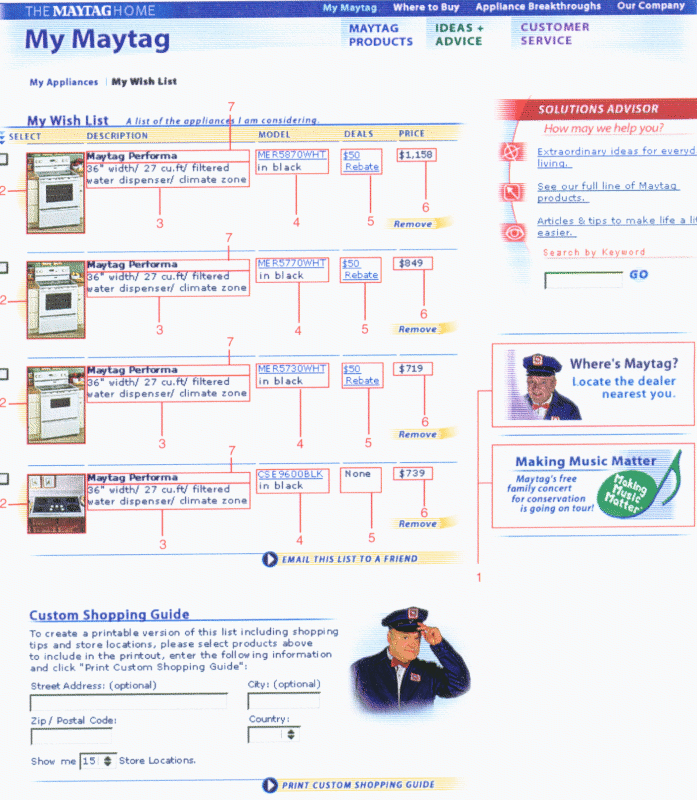 THE MAYTAG HOME
My Maytag Where to Buy Appliance Breakthroughs Our Company
My Maytag
MAYTAG PRODUCTS
IDEAS + ADVICE
CUSTOMER SERVICE
My Appliances | My Wish List
7
My Wish List A list of the appliances I am considering.
SELECT DESCRIPTION MODEL DEALS PRICE
Maytag Performa MER5870WHT $50 $1,158
36" width/ 27 cu.ft/ filtered in black Rebate
water dispenser/ climate zone
2
3 4 5 6
Remove
7
Maytag Performa MER5770WHT $50 $849
36" width/ 27 cu.ft/ filtered in black Rebate
water dispenser/ climate zone
2
3 4 5 6
Remove
7
Maytag Performa MER5730WHT $50 $719
36" width/ 27 cu.ft/ filtered in black Rebate
water dispenser/ climate zone
2
3 4 5 6
Remove
7
Maytag Performa CSE9600BLK None $739
36" width/ 27 cu.ft/ filtered in black
water dispenser/ climate zone
2
3 4 5 6
Remove
EMAIL THIS LIST TO A FRIEND
SOLUTIONS ADVISOR
How may we help you?
Extraordinary ideas for everyd
living.
See our full line of Maytag
products.
Articles & tips to make life a li
easier.
Search by Keyword
GO
Where's Maytag?
Locate the dealer
nearest you.
Making Music Matter
Maytag's free
family concert
for conservation
is going on tour!
Making
Music
Matter
1
Custom Shopping Guide
To create a printable version of this list including shopping
tips and store locations, please select products above
to include in the printout, enter the following information
and click "Print Custom Shopping Guide":
Street Address: (optional) City: (optional)
Zip / Postal Code: Country:
Show me 15 Store Locations.
PRINT CUSTOM SHOPPING GUIDE